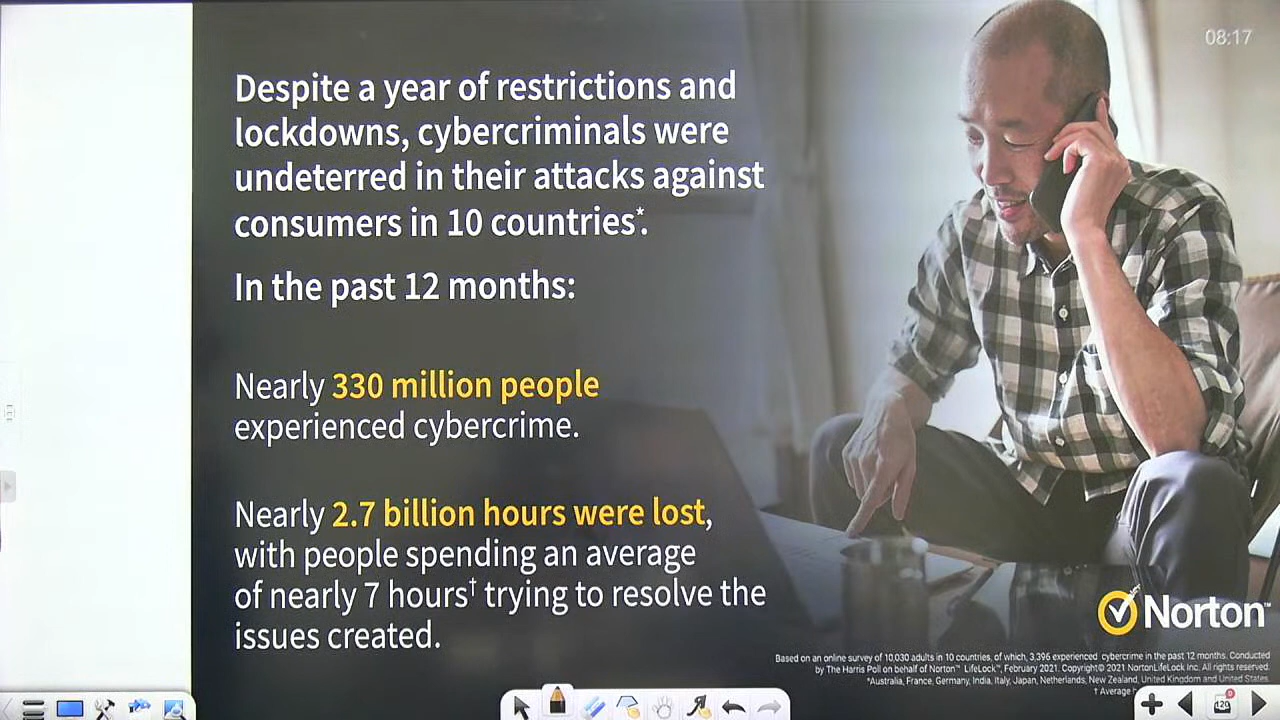 08:17
Despite a year of restrictions and
lockdowns, cybercriminals were
undeterred in their attacks against
consumers in 10 countries*.
In the past 12 months:
Nearly 330 million people
experienced cybercrime.
Nearly 2.7 billion hours were lost,
with people spending an average
of nearly 7 hours† trying to resolve the
issues created.
Norton™
Based on an online survey of 10,030 adults in 10 countries, of which, 3,396 experienced cybercrime in the past 12 months. Conducted
by The Harris Poll on behalf of Norton™ LifeLock™, February 2021. Copyright© 2021 NortonLifeLock Inc. All rights reserved.
*Australia, France, Germany, India, Italy, Japan, Netherlands, New Zealand, United Kingdom and United States.
† Average